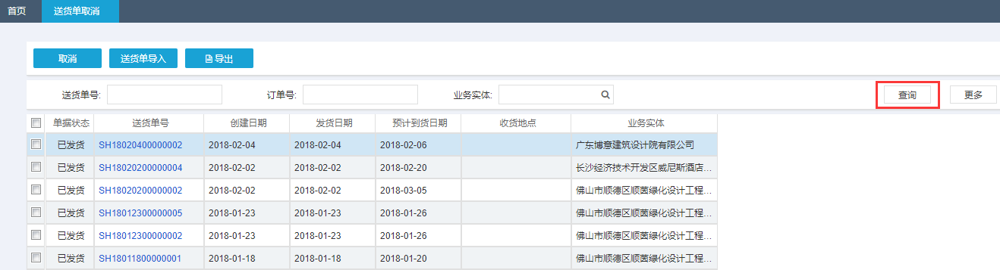 首页 送货单取消
取消 送货单导入 导出
送货单号: 订单号: 业务实体: 查询 更多
单据状态 送货单号 创建日期 发货日期 预计到货日期 收货地点 业务实体
已发货 SH18020400000002 2018-02-04 2018-02-04 2018-02-06 广东博意建筑设计院有限公司
已发货 SH18020200000004 2018-02-02 2018-02-02 2018-02-20 长沙经济技术开发区威尼斯酒店...
已发货 SH18020200000002 2018-02-02 2018-02-02 2018-03-05 佛山市顺德区顺茵绿化设计工程...
已发货 SH18012300000005 2018-01-23 2018-01-23 2018-01-26 佛山市顺德区顺茵绿化设计工程...
已发货 SH18012300000002 2018-01-23 2018-01-23 2018-01-26 佛山市顺德区顺茵绿化设计工程...
已发货 SH18011800000001 2018-01-18 2018-01-18 2018-01-20 佛山市顺德区顺茵绿化设计工程...